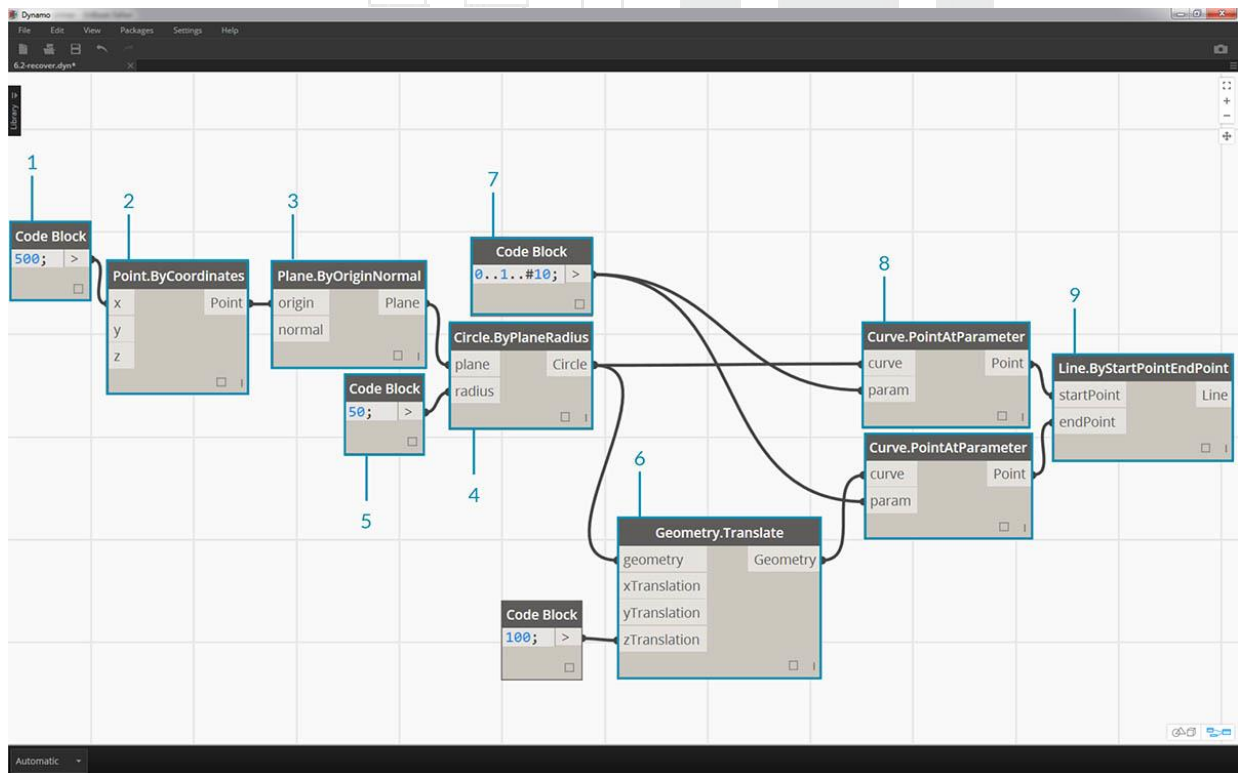 Dynamo
File Edit View Packages Settings Help
6.2-recover.dyn*
Library
1
Code Block
500; >
2
Point.ByCoordinates
x Point
y
z
3
Plane.ByOriginNormal
origin Plane
normal
7
Code Block
0..1..#10; >
Circle.ByPlaneRadius
plane Circle
radius
4
Code Block
50; >
5
8
Curve.PointAtParameter
curve Point
param
9
Line.ByStartPointEndPoint
startPoint Line
endPoint
Curve.PointAtParameter
curve Point
param
6
Geometry.Translate
geometry Geometry
xTranslation
yTranslation
zTranslation
Code Block
100; >
Automatic